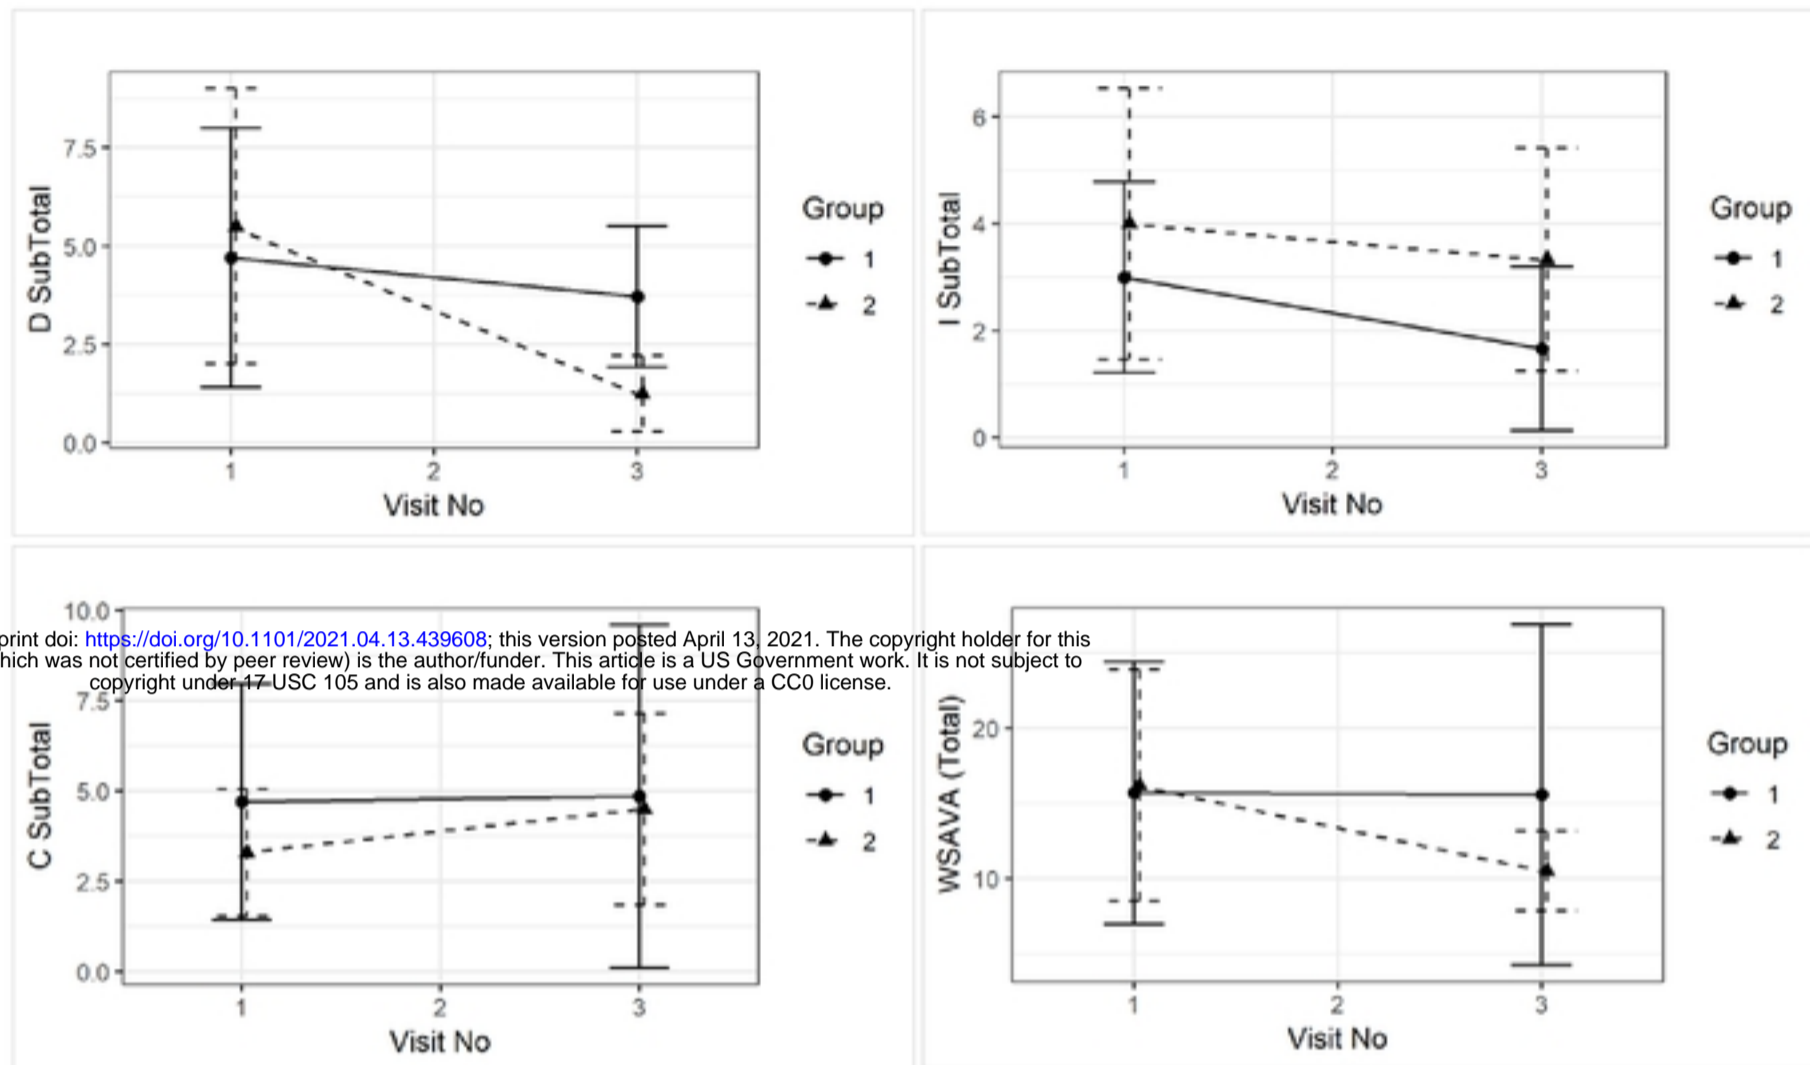 7.5
5.0
2.5
0.0
D SubTotal
1 2 3
Visit No
Group
1
2
6
4
2
0
I SubTotal
1 2 3
Visit No
Group
1
2
10.0
print doi: https://doi.org/10.1101/2021.04.13.439608; this version posted April 13, 2021. The copyright holder for this
hich was not certified by peer review) is the author/funder. This article is a US Government work. It is not subject to
copyright under 17 USC 105 and is also made available for use under a CC0 license.
7.5
5.0
2.5
0.0
C SubTotal
1 2 3
Visit No
Group
1
2
20
10
WSAVA (Total)
1 2 3
Visit No
Group
1
2